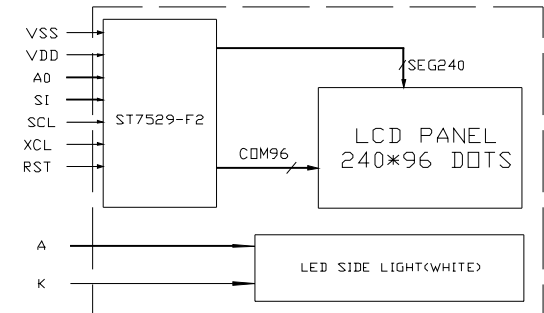 VSS
VDD
A0
SI
SCL
XCL
RST
ST7529-F2
SEG240
COM96
LCD PANEL
240*96 DOTS
A
K
LED SIDE LIGHT(WHITE)